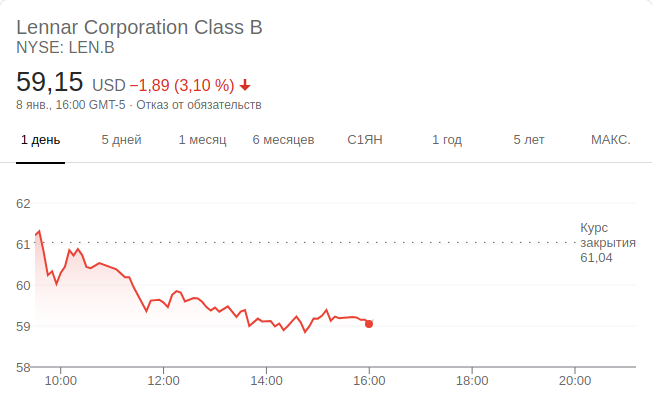 Lennar Corporation Class B
NYSE: LEN.B
59,15 USD −1,89 (3,10 %)
8 янв., 16:00 GMT-5 · Отказ от обязательств
1 день 5 дней 1 месяц 6 месяцев С1ЯН 1 год 5 лет МАКС.
62
Курс
61 закрытия
61,04
60
59
58
10:00 12:00 14:00 16:00 18:00 20:00